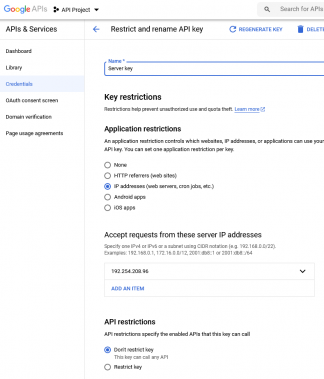 Google APIs
API Project
Search for APIs
APIs & Services
Restrict and rename API key
REGENERATE KEY
DELET
Dashboard
Library
Credentials
OAuth consent screen
Domain verification
Page usage agreements
Name *
Server key
Key restrictions
Restrictions help prevent unauthorized use and quota theft. Learn more
Application restrictions
An application restriction controls which websites, IP addresses, or applications can use your
API key. You can set one application restriction per key.
None
HTTP referrers (web sites)
IP addresses (web servers, cron jobs, etc.)
Android apps
iOS apps
Accept requests from these server IP addresses
Specify one IPv4 or IPv6 or a subnet using CIDR notation (e.g. 192.168.0.0/22).
Examples: 192.168.0.1, 172.16.0.0/12, 2001:db8::1 or 2001:db8::/64
192.254.208.96
ADD AN ITEM
API restrictions
API restrictions specify the enabled APIs that this key can call
Don't restrict key
This key can call any API
Restrict key